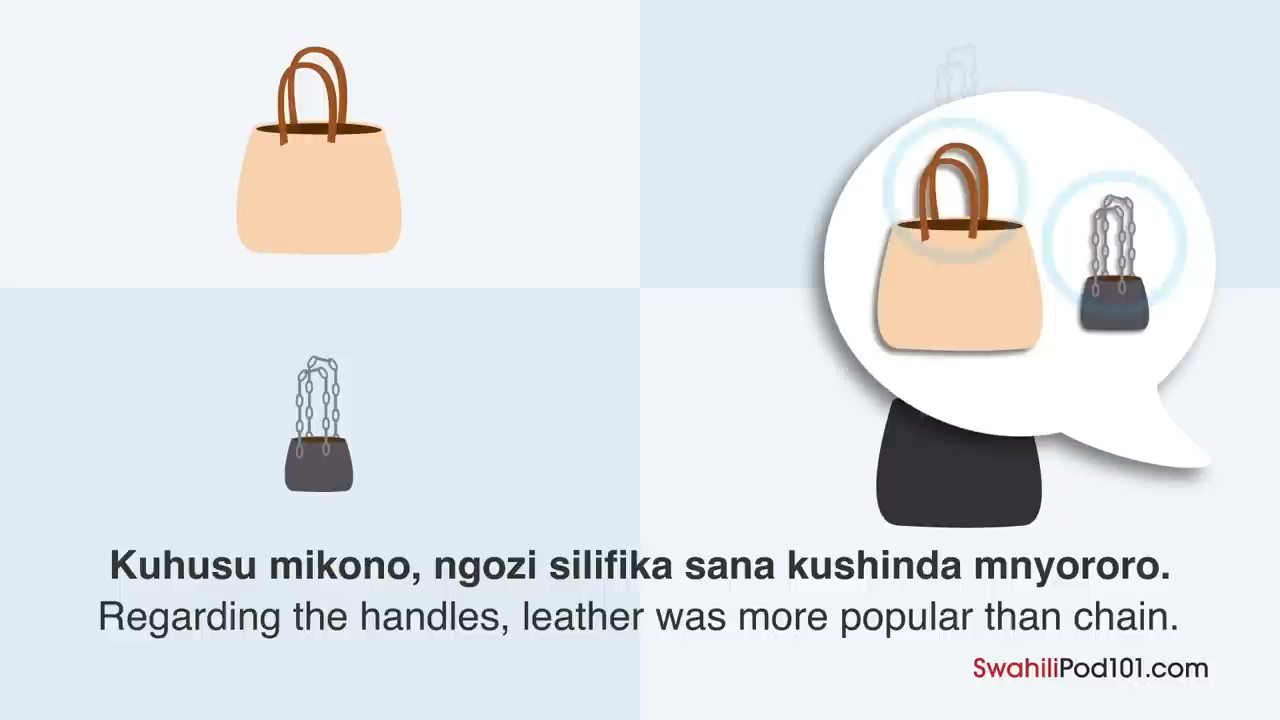 Kuhusu mikono, ngozi silifika sana kushinda mnyororo.
Regarding the handles, leather was more popular than chain.
SwahiliPod101.com